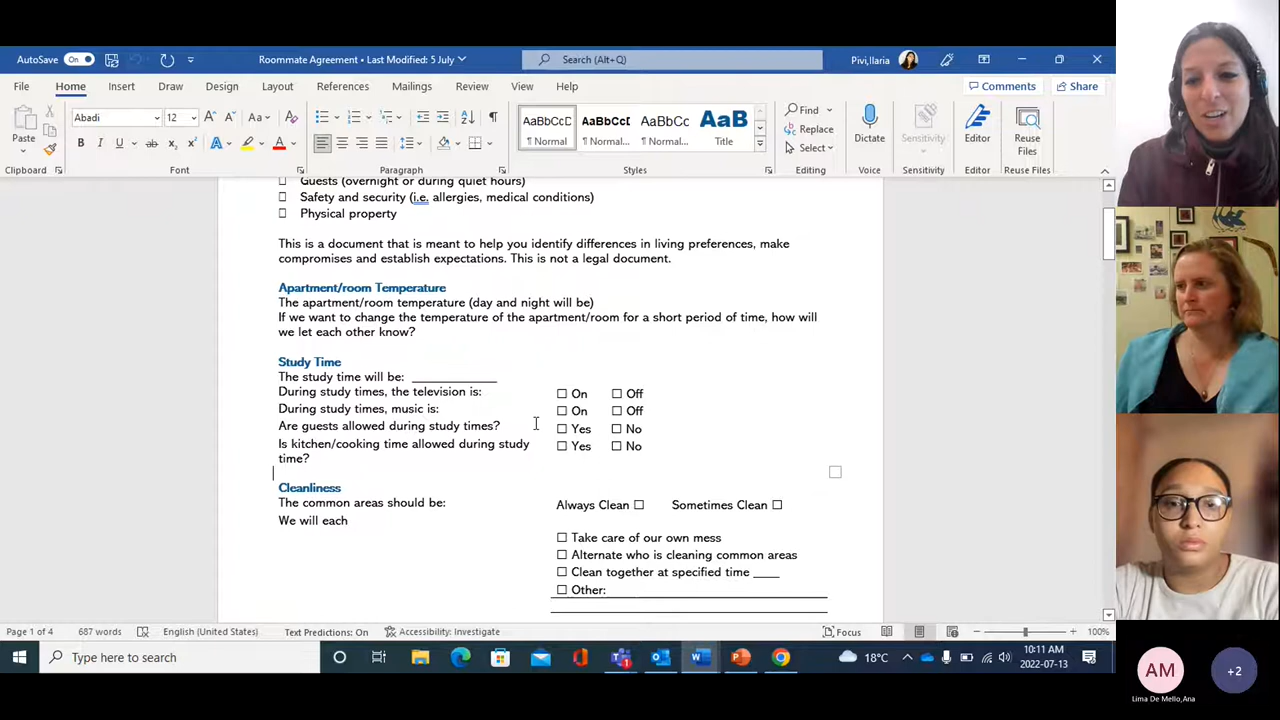 AutoSave On Roommate Agreement • Last Modified: 5 July Search (Alt+Q) Pivi,Ilaria
File Home Insert Draw Design Layout References Mailings Review View Help Comments Share
Abadi 12 Aa
AaBbCcD AaBbCcD AaBbCc AaB
¶ Normal ¶ Normal... ¶ Normal... Title
Paste
Find
Replace
Select
Dictate
Sensitivity
Editor
Reuse
Files
Clipboard Font Paragraph Styles Editing Voice Sensitivity Editor Reuse Files
☐ Guests (overnight or during quiet hours)
☐ Safety and security (i.e. allergies, medical conditions)
☐ Physical property
This is a document that is meant to help you identify differences in living preferences, make
compromises and establish expectations. This is not a legal document.
Apartment/room Temperature
The apartment/room temperature (day and night will be)
If we want to change the temperature of the apartment/room for a short period of time, how will
we let each other know?
Study Time
The study time will be: _____________
During study times, the television is: ☐ On ☐ Off
During study times, music is: ☐ On ☐ Off
Are guests allowed during study times? ☐ Yes ☐ No
Is kitchen/cooking time allowed during study ☐ Yes ☐ No
time?
Cleanliness
The common areas should be: Always Clean ☐ Sometimes Clean ☐
We will each
☐ Take care of our own mess
☐ Alternate who is cleaning common areas
☐ Clean together at specified time ____
☐ Other:
Page 1 of 4 687 words English (United States) Text Predictions: On Accessibility: Investigate Focus 100%
Type here to search 18°C 10:11 AM
2022-07-13
AM +2
Lima De Mello,Ana